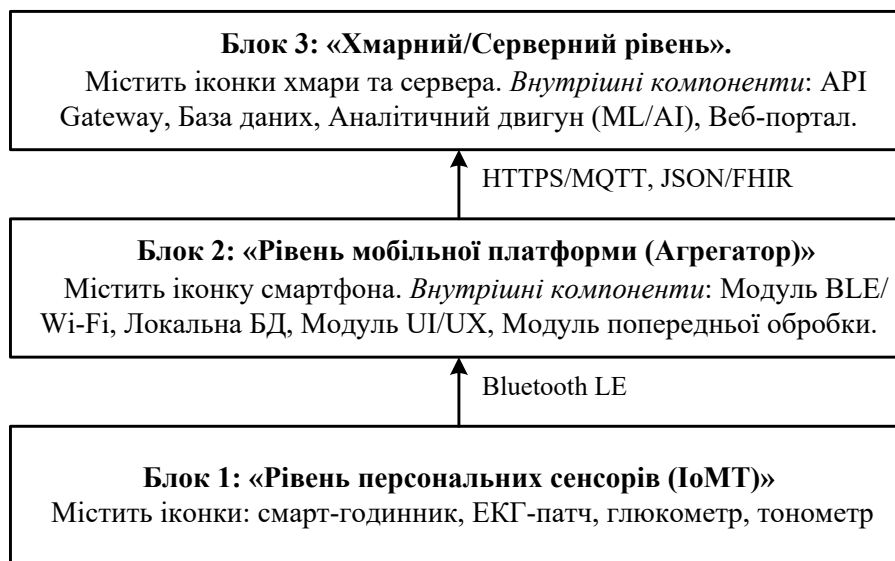 Блок 3: «Хмарний/Серверний рівень».
Містить іконки хмари та сервера. Внутрішні компоненти: API
Gateway, База даних, Аналітичний двигун (ML/AI), Веб-портал.
HTTPS/MQTT, JSON/FHIR
Блок 2: «Рівень мобільної платформи (Агрегатор)»
Містить іконку смартфона. Внутрішні компоненти: Модуль BLE/
Wi-Fi, Локальна БД, Модуль UI/UX, Модуль попередньої обробки.
Bluetooth LE
Блок 1: «Рівень персональних сенсорів (IoMT)»
Містить іконки: смарт-годинник, ЕКГ-патч, глюкометр, тонометр